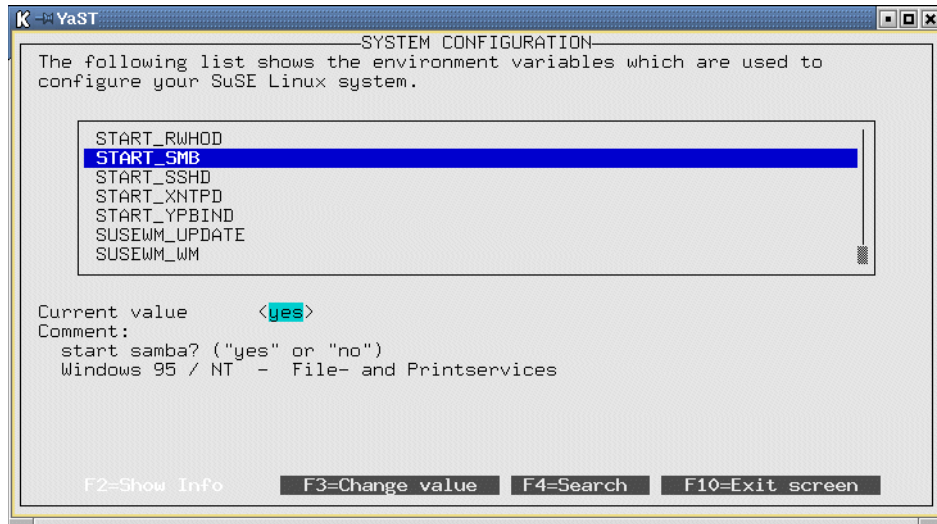 YaST
SYSTEM CONFIGURATION
The following list shows the environment variables which are used to
configure your SuSE Linux system.
START_RWHOD
START_SMB
START_SSHD
START_XNTPD
START_YPBIND
SUSEWM_UPDATE
SUSEWM_WM
Current value <yes>
Comment:
start samba? ("yes" or "no")
Windows 95 / NT - File- and Printservices
F2=Show Info F3=Change value F4=Search F10=Exit screen